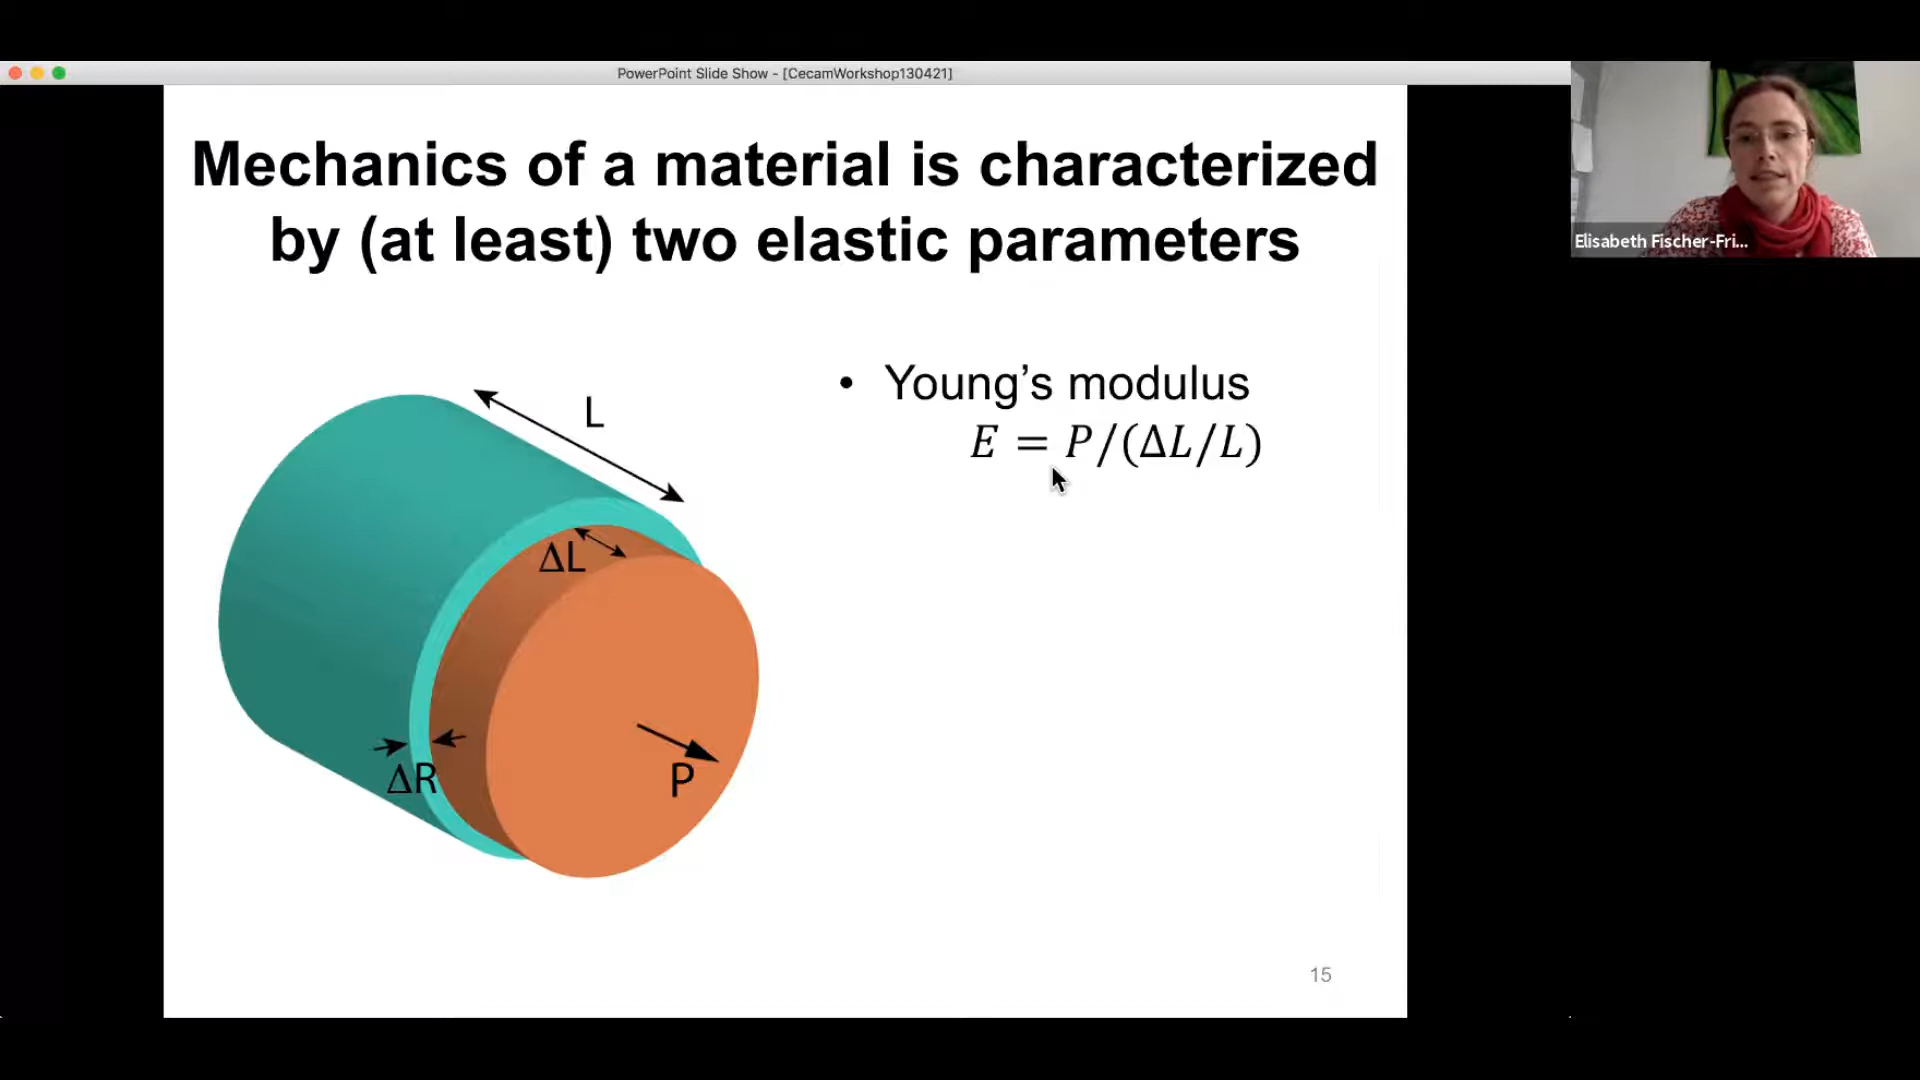 PowerPoint Slide Show - [CecamWorkshop130421]
Mechanics of a material is characterized
by (at least) two elastic parameters
Elisabeth Fischer-Fri...
• Young’s modulus
E = P/(ΔL/L)
L
ΔL
ΔR
P
15